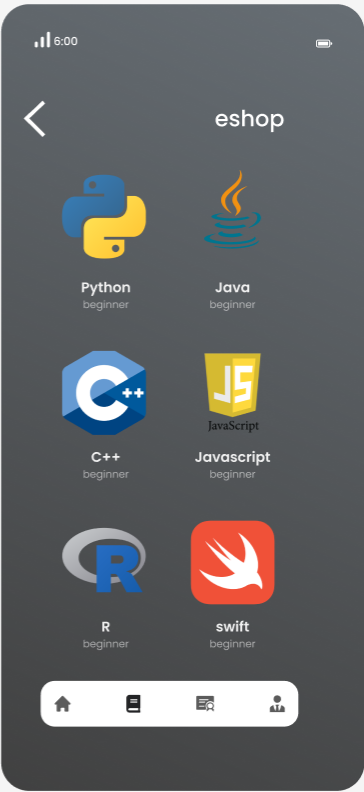 6:00
eshop
Python
beginner
Java
beginner
C++
beginner
JS
JavaScript
Javascript
beginner
R
R
beginner
swift
beginner